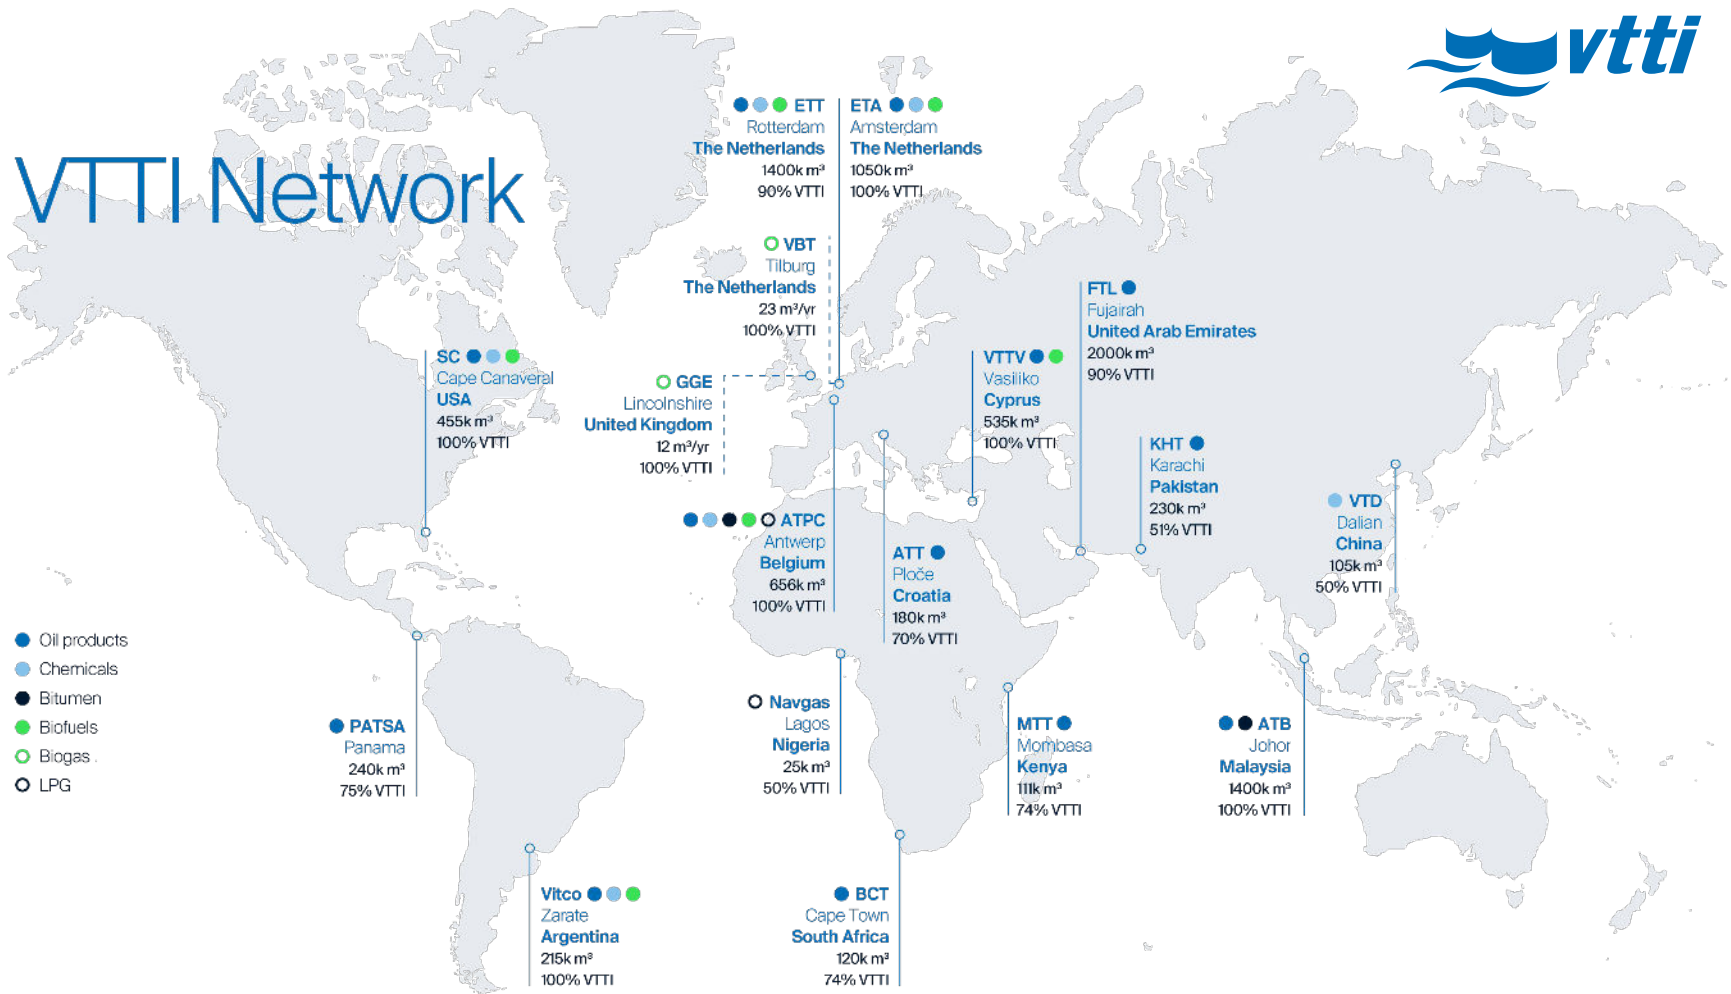 vtti
VTTI Network
ETT
Rotterdam
The Netherlands
1400k m³
90% VTTI
ETA
Amsterdam
The Netherlands
1050k m³
100% VTTI
VBT
Tilburg
The Netherlands
23 m³/yr
100% VTTI
FTL
Fujairah
United Arab Emirates
2000k m³
90% VTTI
SC
Cape Canaveral
USA
455k m³
100% VTTI
GGE
Lincolnshire
United Kingdom
12 m³/yr
100% VTTI
VTTV
Vasiliko
Cyprus
535k m³
100% VTTI
KHT
Karachi
Pakistan
230k m³
51% VTTI
VTD
Dalian
China
105k m³
50% VTTI
ATPC
Antwerp
Belgium
656k m³
100% VTTI
ATT
Ploče
Croatia
180k m³
70% VTTI
Oil products
Chemicals
Bitumen
Biofuels
Biogas .
LPG
PATSA
Panama
240k m³
75% VTTI
Navgas
Lagos
Nigeria
25k m³
50% VTTI
MTT
Mombasa
Kenya
111k m³
74% VTTI
ATB
Johor
Malaysia
1400k m³
100% VTTI
Vitco
Zarate
Argentina
215k m³
100% VTTI
BCT
Cape Town
South Africa
120k m³
74% VTTI